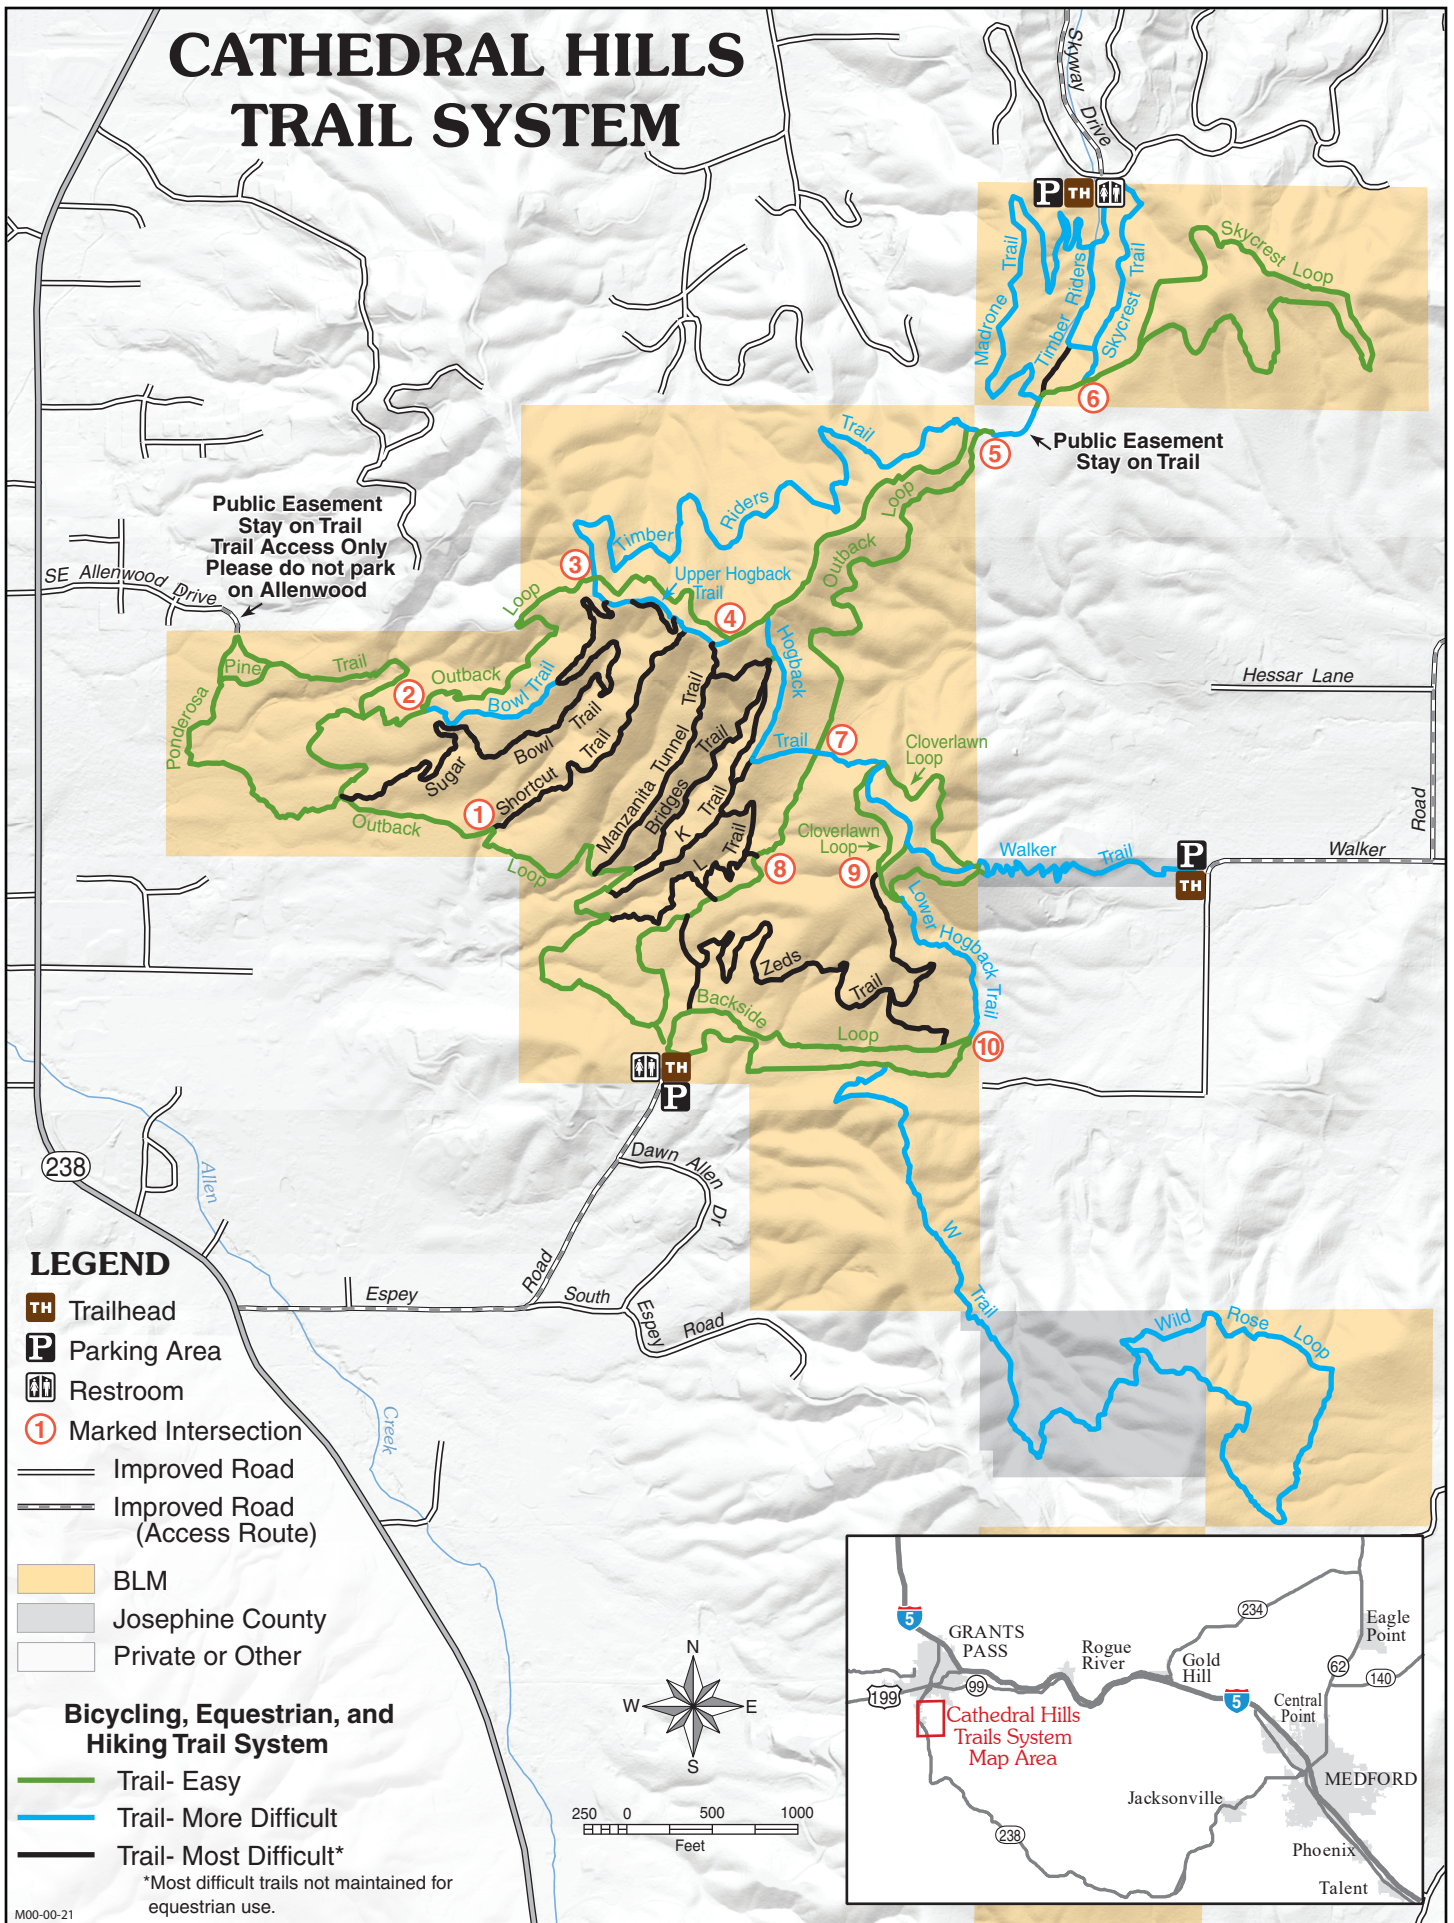 CATHEDRAL HILLS
TRAIL SYSTEM
Skyway Drive
P
TH
Madrone Trail
Timber Riders
Skycrest Trail
Skycrest Loop
6
Public Easement
Stay on Trail
5
Timber Riders Trail
Outback Loop
Public Easement
Stay on Trail
Trail Access Only
Please do not park
on Allenwood
SE Allenwood Drive
3
Upper Hogback
Trail
4
Hogback Trail
Outback Loop
Pine Trail
Ponderosa
2
Bowl Trail
Sugar Bowl Trail
Shortcut Trail
Manzanita Tunnel Trail
Bridges Trail
K Trail
L Trail
1
Outback Loop
7
Cloverlawn
Loop
Cloverlawn
Loop
8
9
Walker Trail
P
TH
Walker Road
Hessar Lane
Lower Hogback Trail
Zeds Trail
Backside Loop
10
TH
P
Dawn Allen Dr
Espey Road
South Espey Road
238
Allen Creek
W Trail
Wild Rose Loop
LEGEND
TH Trailhead
P Parking Area
Restroom
1 Marked Intersection
Improved Road
Improved Road
(Access Route)
BLM
Josephine County
Private or Other
Bicycling, Equestrian, and
Hiking Trail System
Trail- Easy
Trail- More Difficult
Trail- Most Difficult*
*Most difficult trails not maintained for
equestrian use.
M00-00-21
N
W
E
S
250 0 500 1000
Feet
5
GRANTS
PASS
199
99
Rogue
River
Gold
Hill
234
Eagle
Point
62
140
5
Central
Point
Cathedral Hills
Trails System
Map Area
MEDFORD
Jacksonville
238
Phoenix
Talent